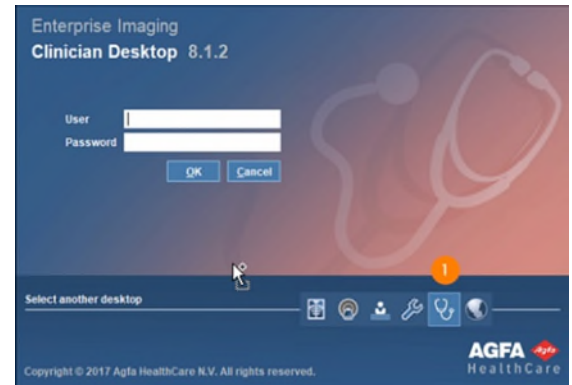 Enterprise Imaging
Clinician Desktop 8.1.2
User
Password
OK Cancel
1
Select another desktop
AGFA
HealthCare
Copyright © 2017 Agfa HealthCare N.V. All rights reserved.